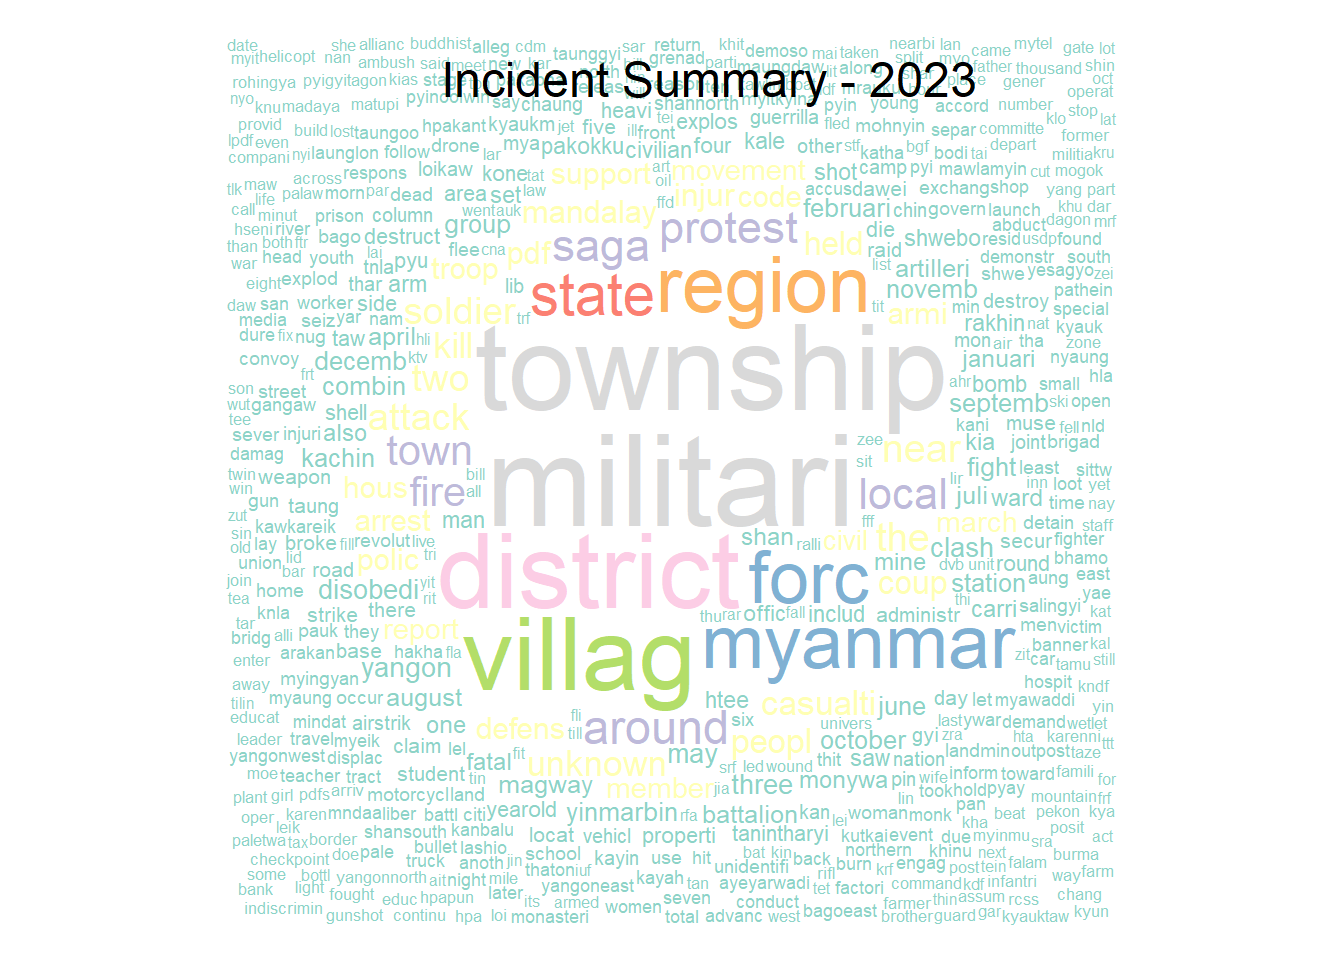 Incident Summary - 2023
date she allianc buddhist alleg cdm taunggyi sar return khit demoso mai taken nearbi lan mytel gate lot
myit helicopt nan ambush said meet new kar grenad parti maungdaw along split myo came father thousand shin
rohingya pyigyitagon kias stage gener oct
nyo knu madaya matupi pyinoolwin say chaung heavi shannorth myitkyina pyin young accord number klo operat
provid build lost taungoo hpakant kyaukm jet five ill front tei explos guerrilla fled mohnyin separ committe stop lat
lpdf even nyi launglon follow drone mya pakokku civilian four kale other stf katha bgf bodi tai depart former militia kru
compani across respons loikaw lar kone tat support art movement shot camp pyi mawlamyin cut mogok
tlk maw palaw morn par dead area set law oil injur code accus dawei exchang shop yang part
life call minut prison column wentauk mandalay ffd februari chin govern launch khu dar
hseni river bago destruct group saga protest held die shwebo abduct dagon mrf
than both ftr lai flee cna pdf raid resid usdp found
war head youth tnla pyu troop list artilleri demonstr south
eight explod thar arm lib state region novemb shwe yesagyo zei
daw san worker side soldier trf tit arml min destroy pathein special
media seiz yar nam rakhin nat kyauk
dure fix nug taw april hli kill township mon air tha zone
convoy decemb ktv januari nyaung
frt combin two ahr bomb small hla
son street septemb ski open
wut gangaw shell attack kani muse fell nld
tee sever injuri also town zee near kia joint brigad
damag kachin militari sit fight least sittw
twin weapon hous fire bill local lir inn loot yet
win gun taung all juli ward time nay
zut arrest man fff march detain staff
sin kawkareik shan the
old lay broke fill revolut live ralli civil clash secur fighter
union lid polic tri district forc mine dvb unit round bhamo
join bar road coup station aung east
tea home disobedi yit thi yae
knla strike there rit thu rar offic fall includ administr carri salingyi kat
tar pauk they report villag myanmar men victim
bridg alli hakha fla banner kal
arakan base zit car tamu still
enter yangon hospit kndf
away myingyan htee casualti june day let myawaddi yin
tilin myaung occur august around six
educat mindat airstrik one defens fli univers last ywar demand wetlet
leader travel myeik till peopl october gyi zra hta karenni ttt
yangonwest displac claim lel fit may landmin outpost taze
moe teacher tract student fatal unknown srf led wound thit saw nation inform toward famili for
plant girl pdfs arriv motorcycl land tin magway member jia three monywa pin wife took hold pyay mountain frf
oper karen mndaa liber battl citi yearold yinmarbin rfa battalion kan lin pan pekon kya
leik shansouth kanbalu lei woman monk kha beat posit
paletwa tax border locat vehicl properti tanintharyi kutkai event due myinmu sra act
checkpoint doe pale bullet lashio school kayin use hit bat kin back northern khinu next burma
some bottl yangonnorth truck anoth jin thaton iuf unidentifi burn krf engag post tein falam way farm
bank light fought ait night mile yangoneast kayah tan ayeyarwadi rifl tet factori command kdf infantri chang
indiscrimin educ hpapun later its armed women seven conduct farmer thin assum rcss
gunshot continu hpa loi monasteri total advanc west bagoeast brother guard gar kyauktaw kyun